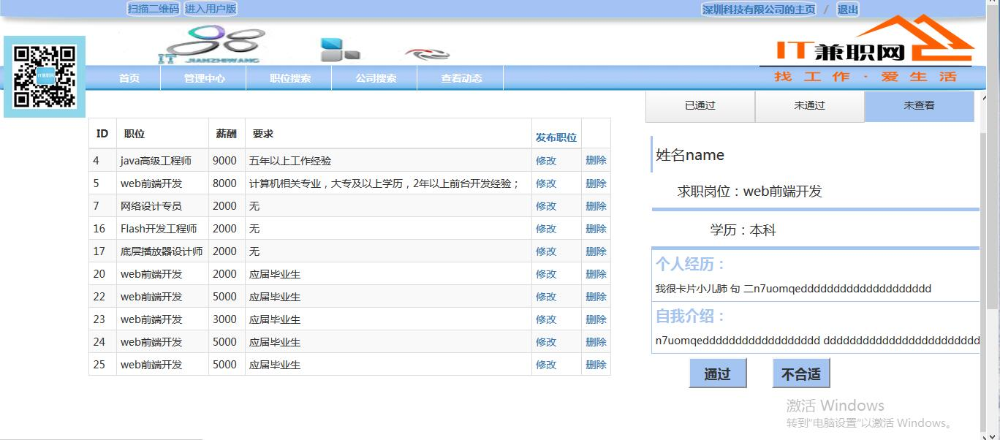 扫描二维码 进入用户版 深圳科技有限公司的主页 / 退出
IT JIANZHIWANG
IT兼职网
找工作·爱生活
IT兼职网
首页 管理中心 职位搜索 公司搜索 查看动态
已通过 未通过 未查看
ID 职位 薪酬 要求 发布职位
4 java高级工程师 9000 五年以上工作经验 修改 删除
5 web前端开发 8000 计算机相关专业，大专及以上学历，2年以上前台开发经验； 修改 删除
7 网络设计专员 2000 无 修改 删除
16 Flash开发工程师 2000 无 修改 删除
17 底层播放器设计师 2000 无 修改 删除
20 web前端开发 2000 应届毕业生 修改 删除
22 web前端开发 5000 应届毕业生 修改 删除
23 web前端开发 3000 应届毕业生 修改 删除
24 web前端开发 5000 应届毕业生 修改 删除
25 web前端开发 5000 应届毕业生 修改 删除
姓名name
求职岗位：web前端开发
学历：本科
个人经历：
我很卡片小儿肺 句 二n7uomqeddddddddddddddddddddd
自我介绍：
n7uomqeddddddddddddddddddd ddddddddddddddddddddddddd
通过 不合适
激活 Windows
转到"电脑设置"以激活 Windows。